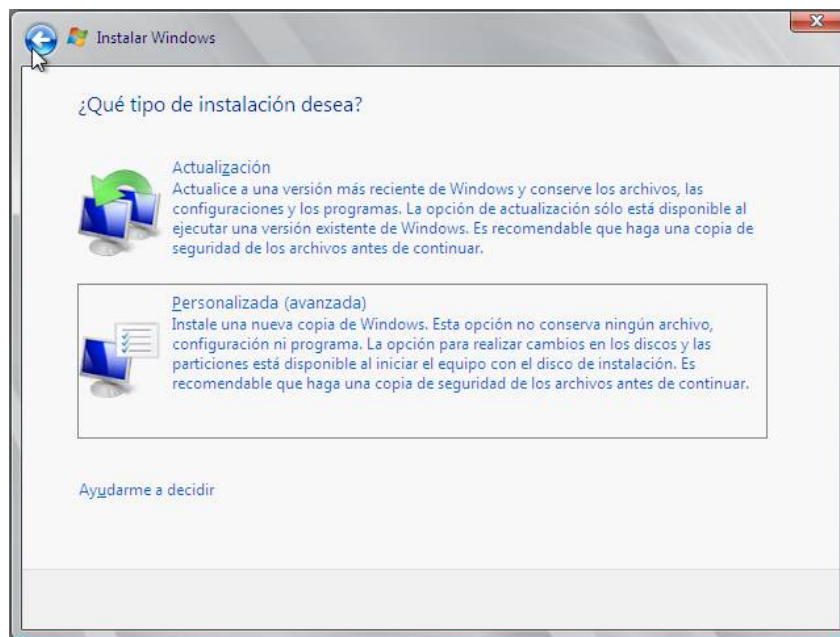 Instalar Windows
¿Qué tipo de instalación desea?
Actualización
Actualice a una versión más reciente de Windows y conserve los archivos, las
configuraciones y los programas. La opción de actualización sólo está disponible al
ejecutar una versión existente de Windows. Es recomendable que haga una copia de
seguridad de los archivos antes de continuar.
Personalizada (avanzada)
Instale una nueva copia de Windows. Esta opción no conserva ningún archivo,
configuración ni programa. La opción para realizar cambios en los discos y las
particiones está disponible al iniciar el equipo con el disco de instalación. Es
recomendable que haga una copia de seguridad de los archivos antes de continuar.
Ayudarme a decidir